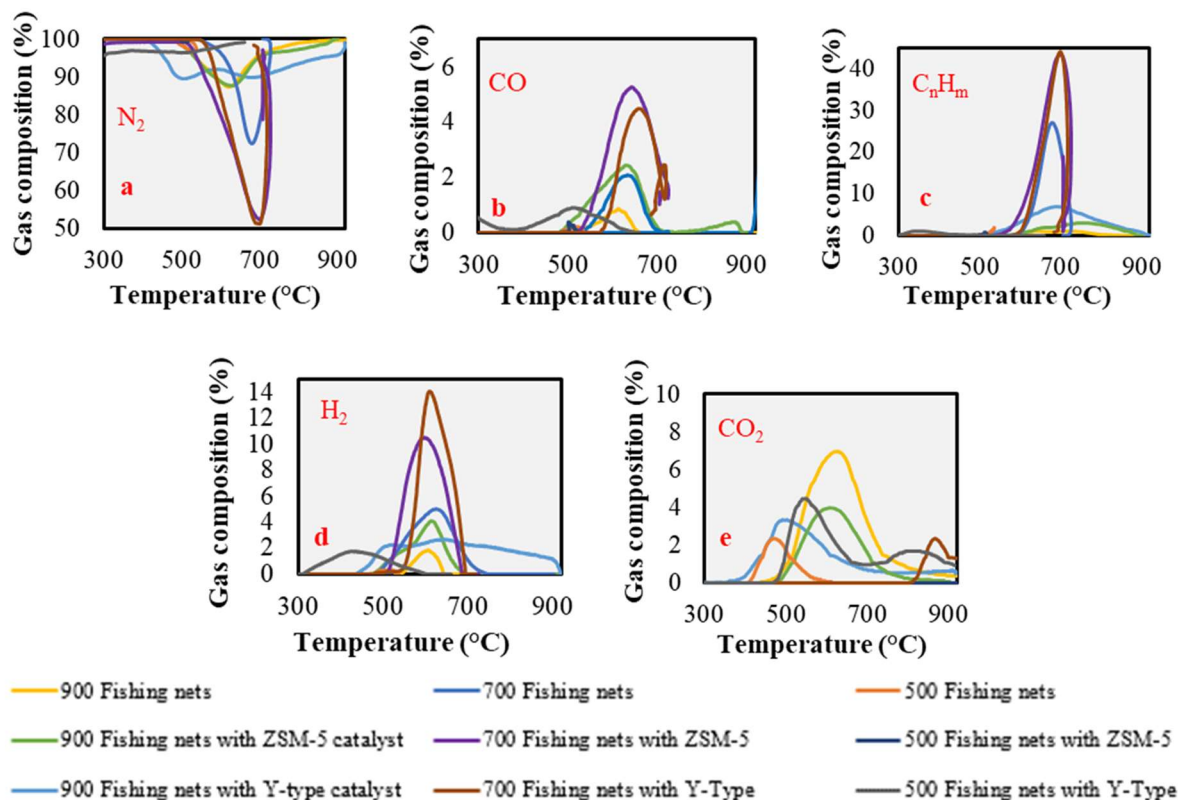 Gas composition (%)
100
90
80
70
60
50
N2
a
300 500 700 900
Temperature (°C)
Gas composition (%)
6
4
2
0
CO
b
300 500 700 900
Temperature (°C)
Gas composition (%)
40
30
20
10
0
CnHm
c
300 500 700 900
Temperature (°C)
Gas composition (%)
14
12
10
8
6
4
2
0
H2
d
300 500 700 900
Temperature (°C)
Gas composition (%)
10
8
6
4
2
0
CO2
e
300 500 700 900
Temperature (°C)
900 Fishing nets
700 Fishing nets
500 Fishing nets
900 Fishing nets with ZSM-5 catalyst
700 Fishing nets with ZSM-5
500 Fishing nets with ZSM-5
900 Fishing nets with Y-type catalyst
700 Fishing nets with Y-Type
500 Fishing nets with Y-Type